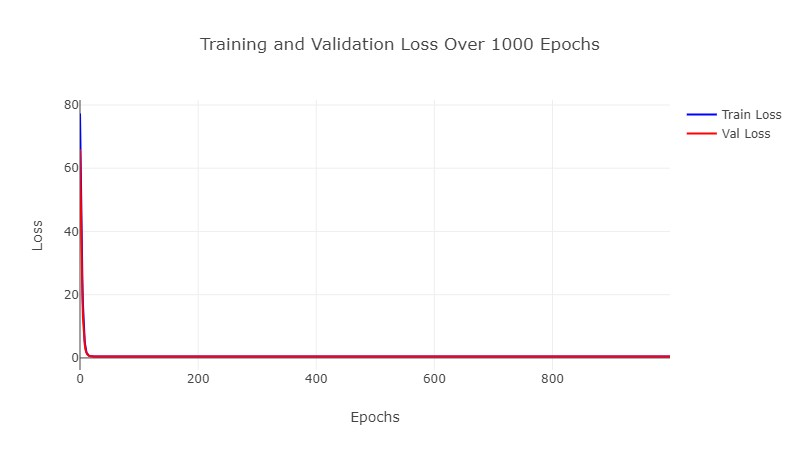 Training and Validation Loss Over 1000 Epochs
80
60
40
20
0
Loss
0 200 400 600 800
Epochs
Train Loss
Val Loss